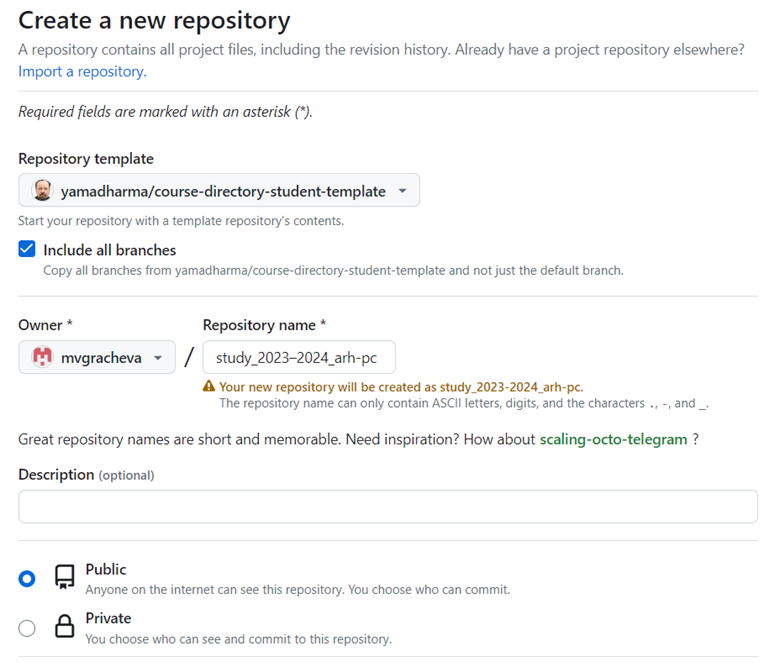 Create a new repository
A repository contains all project files, including the revision history. Already have a project repository elsewhere?
Import a repository.
Required fields are marked with an asterisk (*).
Repository template
yamadharma/course-directory-student-template
Start your repository with a template repository's contents.
Include all branches
Copy all branches from yamadharma/course-directory-student-template and not just the default branch.
Owner * Repository name *
mvgracheva / study_2023–2024_arh-pc
Your new repository will be created as study_2023-2024_arh-pc.
The repository name can only contain ASCII letters, digits, and the characters ., -, and _.
Great repository names are short and memorable. Need inspiration? How about scaling-octo-telegram ?
Description (optional)
Public
Anyone on the internet can see this repository. You choose who can commit.
Private
You choose who can see and commit to this repository.